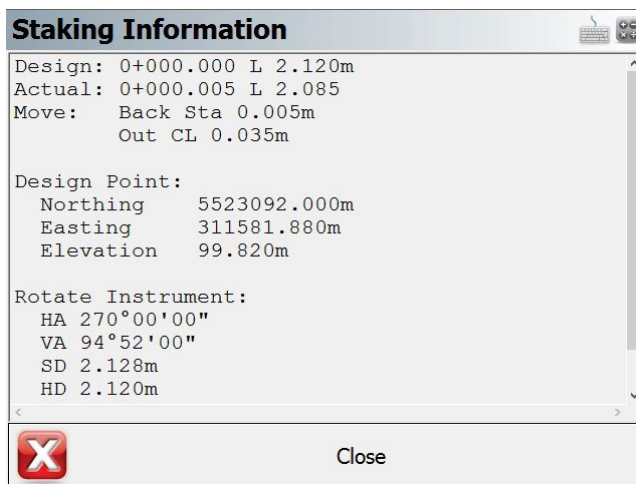 Staking Information
Design: 0+000.000 L 2.120m
Actual: 0+000.005 L 2.085
Move: Back Sta 0.005m
Out CL 0.035m
Design Point:
Northing 5523092.000m
Easting 311581.880m
Elevation 99.820m
Rotate Instrument:
HA 270°00'00"
VA 94°52'00"
SD 2.128m
HD 2.120m
Close